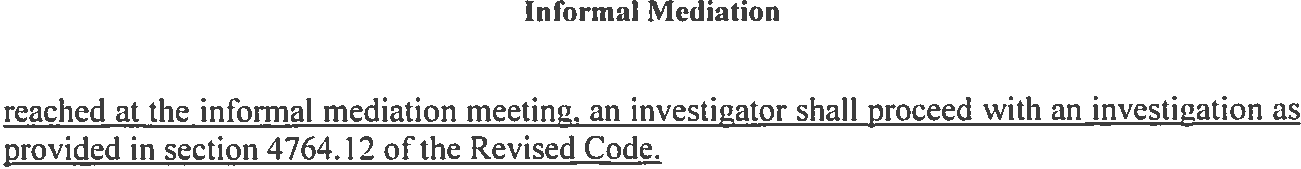 Informal Mediation
reached at the informal mediation meeting, an investigator shall proceed with an investigation as
provided in section 4764.12 of the Revised Code.